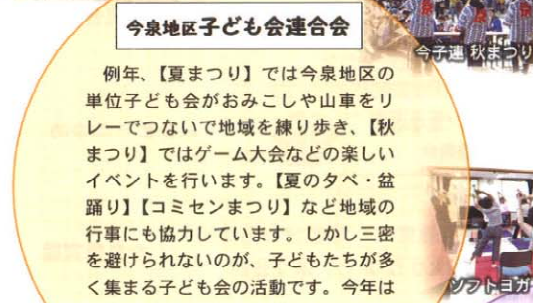 今泉地区子ども会連合会
今子連 秋まつり
例年、【夏まつり】では今泉地区の
単位子ども会がおみこしや山車をリ
レーでつないで地域を練り歩き、【秋
まつり】ではゲーム大会などの楽しい
イベントを行います。【夏の夕べ・盆
踊り】【コミセンまつり】など地域の
行事にも協力しています。しかし三密
を避けられないのが、子どもたちが多
く集まる子ども会の活動です。今年は
ソフトヨガ